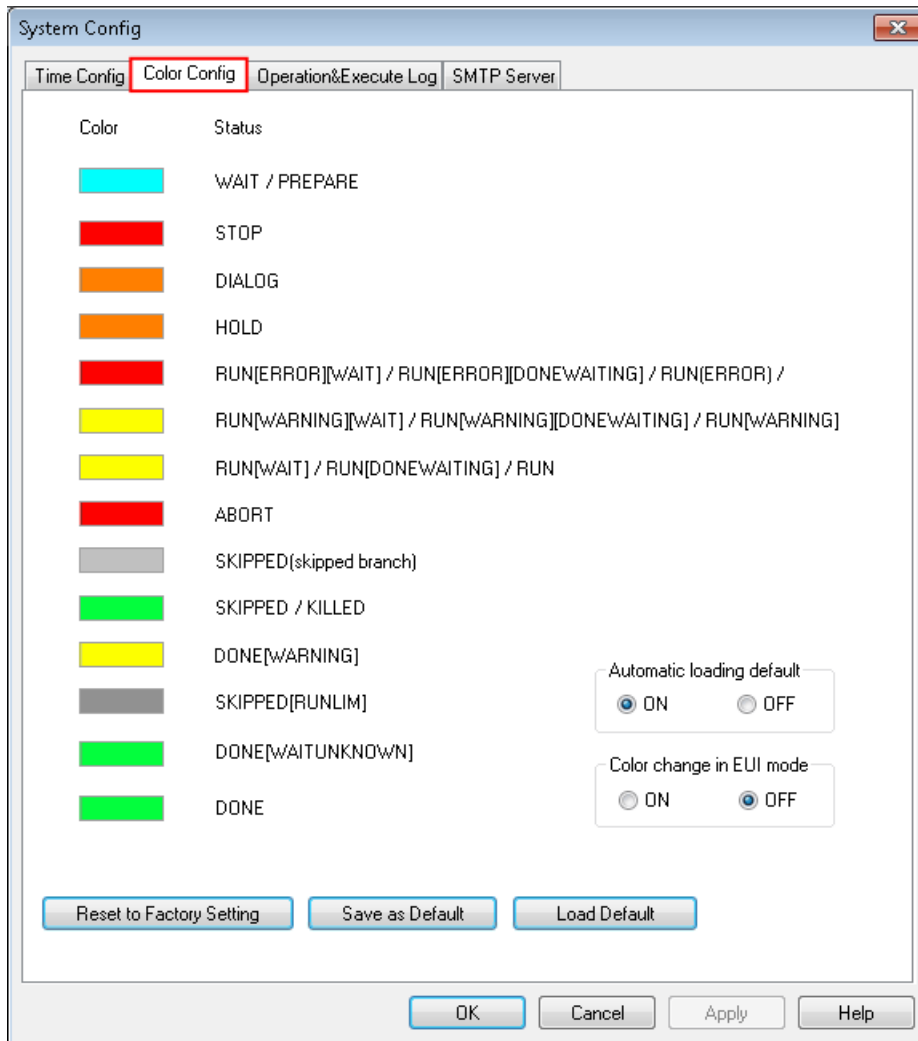 System Config
Time Config Color Config Operation&Execute Log SMTP Server
Color Status
WAIT / PREPARE
STOP
DIALOG
HOLD
RUN[ERROR][WAIT] / RUN[ERROR][DONEWAITING] / RUN(ERROR) /
RUN[WARNING][WAIT] / RUN[WARNING][DONEWAITING] / RUN[WARNING]
RUN[WAIT] / RUN[DONEWAITING] / RUN
ABORT
SKIPPED(skipped branch)
SKIPPED / KILLED
DONE[WARNING]
SKIPPED[RUNLIM]
DONE[WAITUNKNOWN]
DONE
Automatic loading default
ON OFF
Color change in EUI mode
ON OFF
Reset to Factory Setting Save as Default Load Default
OK Cancel Apply Help